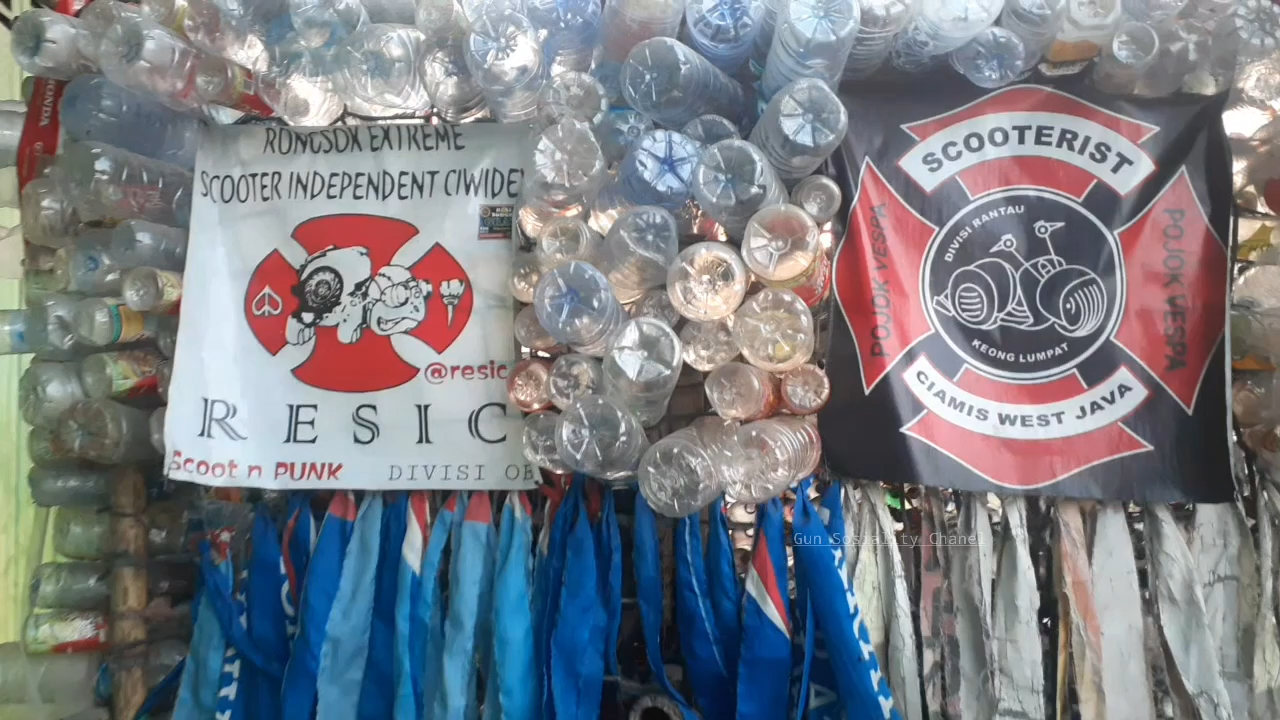 RONGSOX EXTREME
SCOOTER INDEPENDENT CIWIDEY
@resic
RESIC
Scoot n PUNK
DIVISI OB
SCOOTERIST
DIVISI RANTAU
POJOK VESPA
POJOK VESPA
KEONG LUMPAT
CIAMIS WEST JAVA
Gun Sosiality Chanel